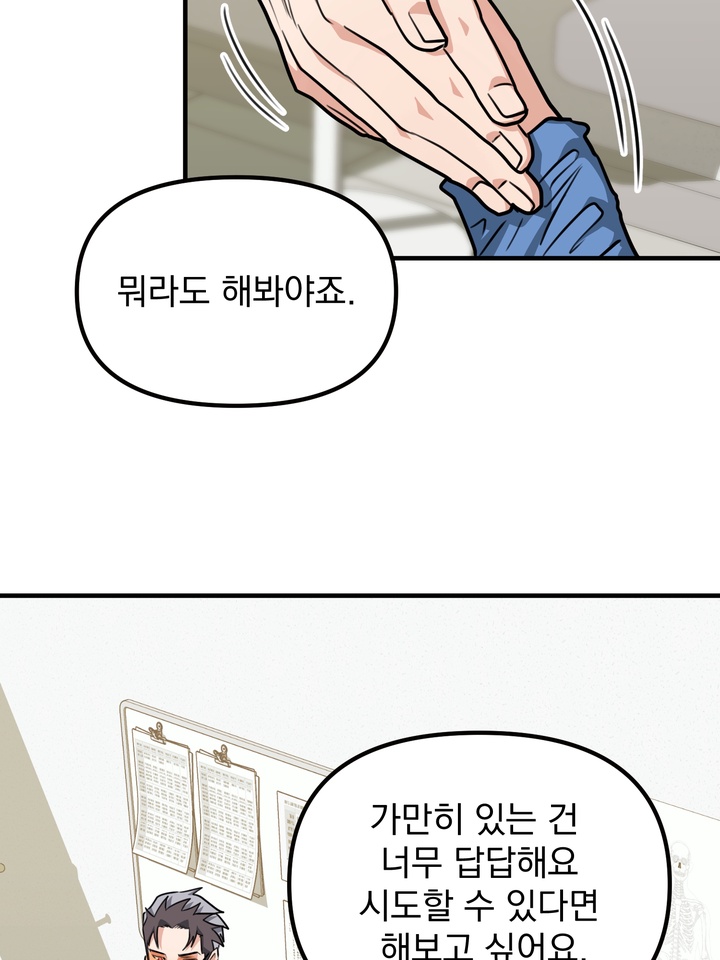 뭐라도 해봐야죠.
가만히 있는 건
너무 답답해요
시도할 수 있다면
해보고 싶어요.